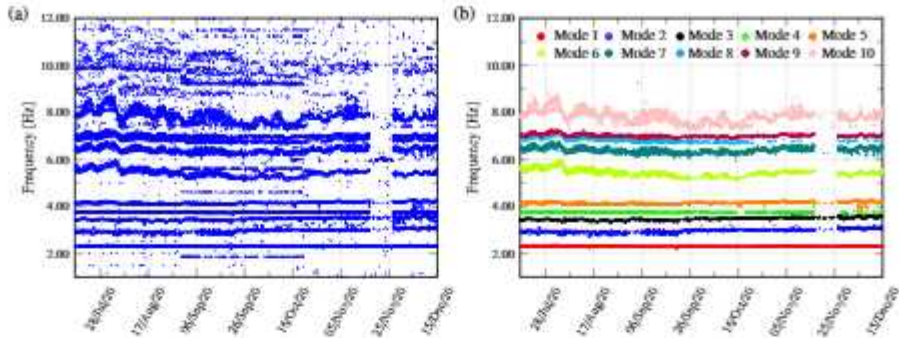 (a)
12.00
10.00
8.00
6.00
4.00
2.00
Frequency [Hz]
28/Jul/20
17/Aug/20
06/Sep/20
26/Sep/20
15/Oct/20
05/Nov/20
25/Nov/20
15/Dec/20
(b)
12.00
10.00
8.00
6.00
4.00
2.00
Frequency [Hz]
Mode 1 Mode 2 Mode 3 Mode 4 Mode 5
Mode 6 Mode 7 Mode 8 Mode 9 Mode 10
28/Jul/20
17/Aug/20
06/Sep/20
26/Sep/20
15/Oct/20
05/Nov/20
25/Nov/20
15/Dec/20